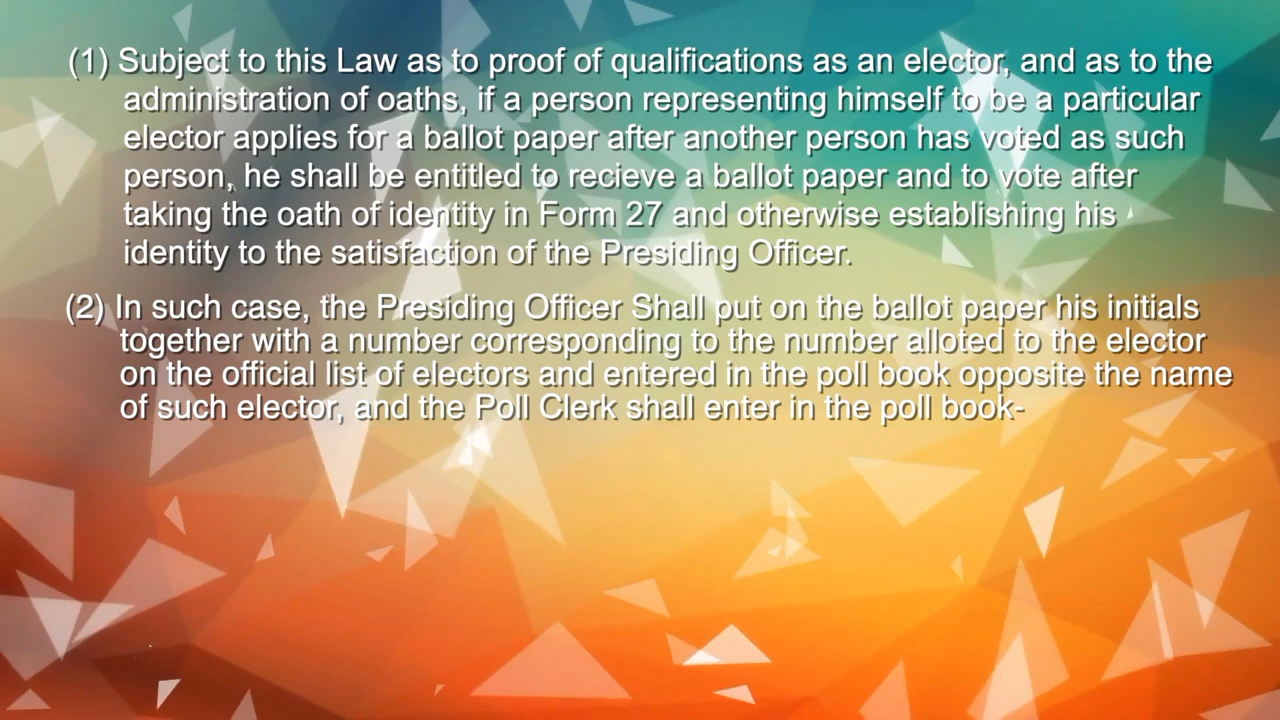 (1) Subject to this Law as to proof of qualifications as an elector, and as to the
administration of oaths, if a person representing himself to be a particular
elector applies for a ballot paper after another person has voted as such
person, he shall be entitled to recieve a ballot paper and to vote after
taking the oath of identity in Form 27 and otherwise establishing his
identity to the satisfaction of the Presiding Officer.
(2) In such case, the Presiding Officer Shall put on the ballot paper his initials
together with a number corresponding to the number alloted to the elector
on the official list of electors and entered in the poll book opposite the name
of such elector, and the Poll Clerk shall enter in the poll book-